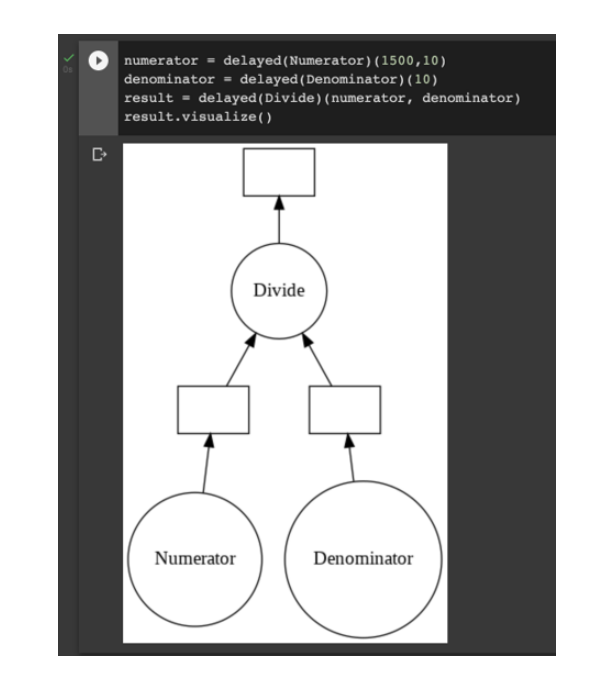 numerator = delayed(Numerator)(1500,10)
denominator = delayed(Denominator)(10)
result = delayed(Divide)(numerator, denominator)
result.visualize()
0s
Divide
Numerator
Denominator